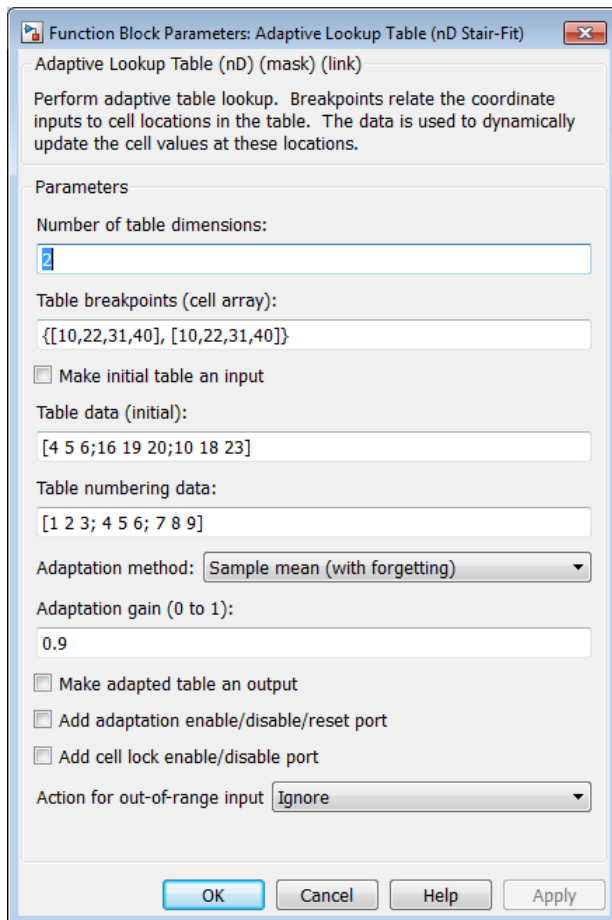 Function Block Parameters: Adaptive Lookup Table (nD Stair-Fit)
Adaptive Lookup Table (nD) (mask) (link)
Perform adaptive table lookup.  Breakpoints relate the coordinate
inputs to cell locations in the table.  The data is used to dynamically
update the cell values at these locations.
Parameters
Number of table dimensions:
2
Table breakpoints (cell array):
{[10,22,31,40], [10,22,31,40]}
Make initial table an input
Table data (initial):
[4 5 6;16 19 20;10 18 23]
Table numbering data:
[1 2 3; 4 5 6; 7 8 9]
Adaptation method: Sample mean (with forgetting)
Adaptation gain (0 to 1):
0.9
Make adapted table an output
Add adaptation enable/disable/reset port
Add cell lock enable/disable port
Action for out-of-range input Ignore
OK Cancel Help Apply